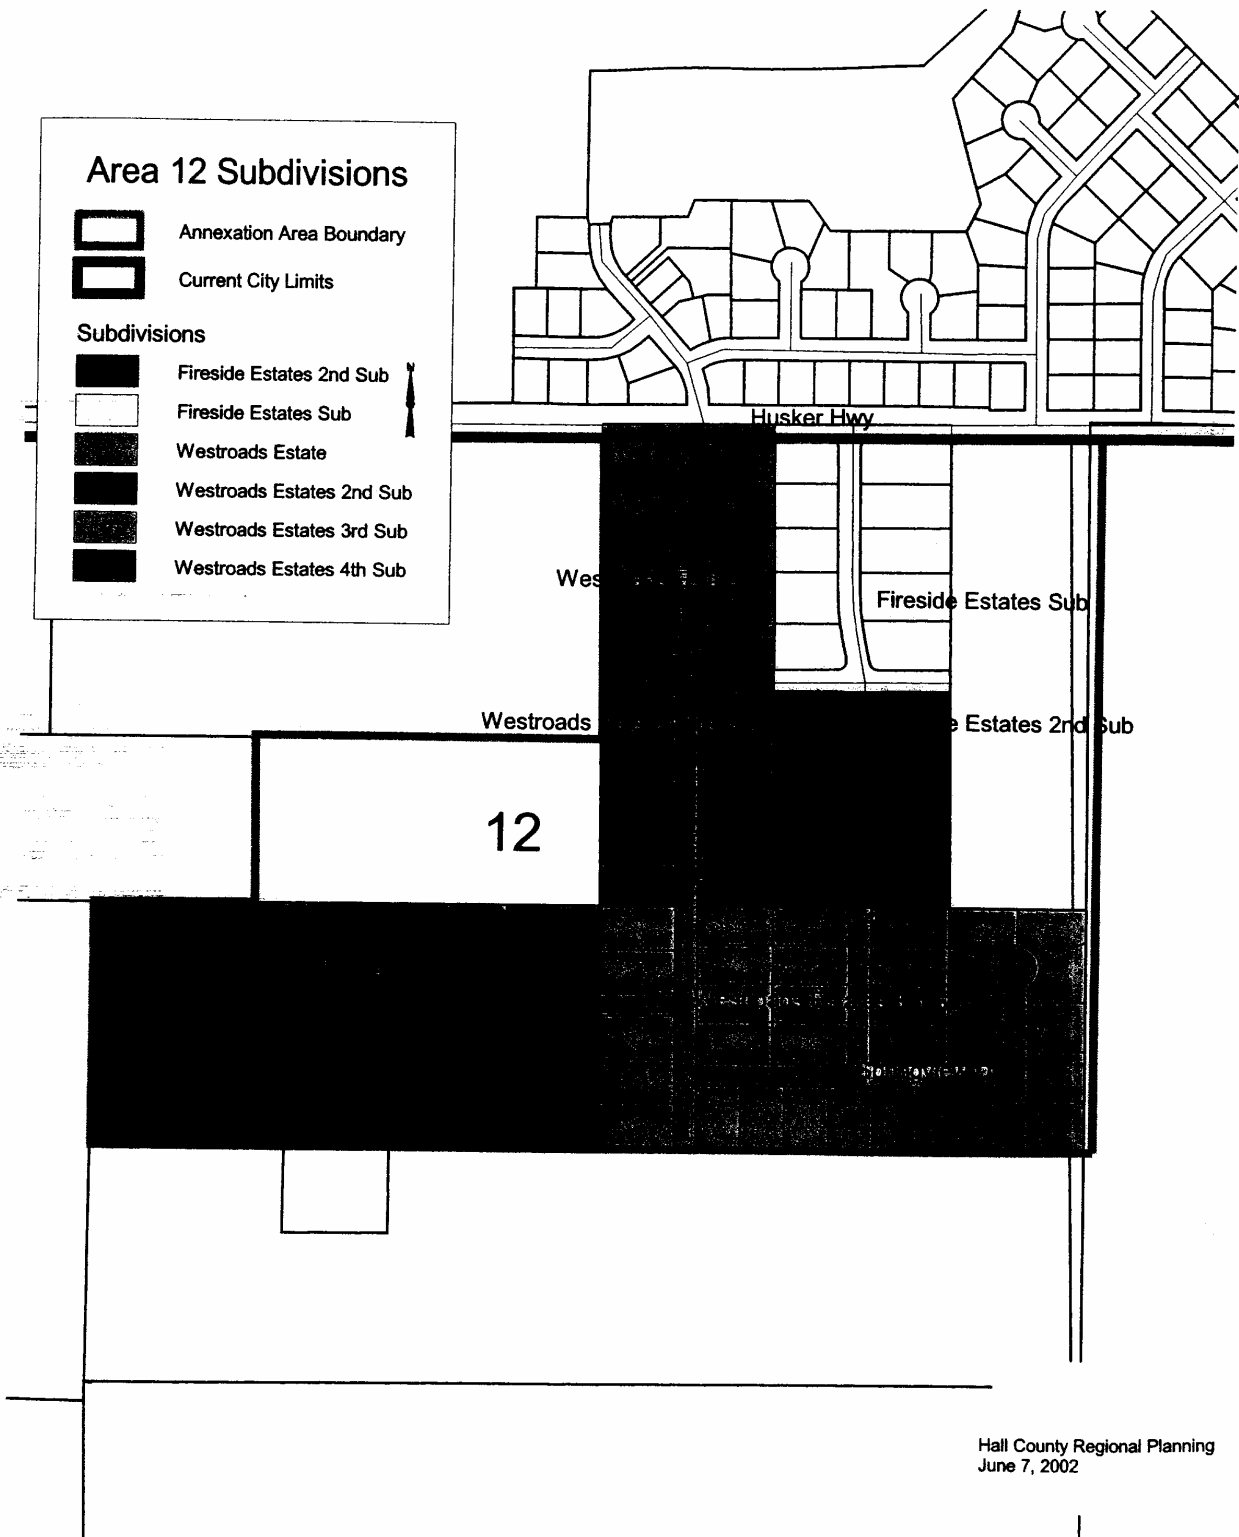 Area 12 Subdivisions
Annexation Area Boundary
Current City Limits
Subdivisions
Fireside Estates 2nd Sub
N
Fireside Estates Sub
Westroads Estate
Westroads Estates 2nd Sub
Westroads Estates 3rd Sub
Westroads Estates 4th Sub
Husker Hwy
Fireside Estates Sub
Westroads
Estates 2nd Sub
12
Hall County Regional Planning
June 7, 2002